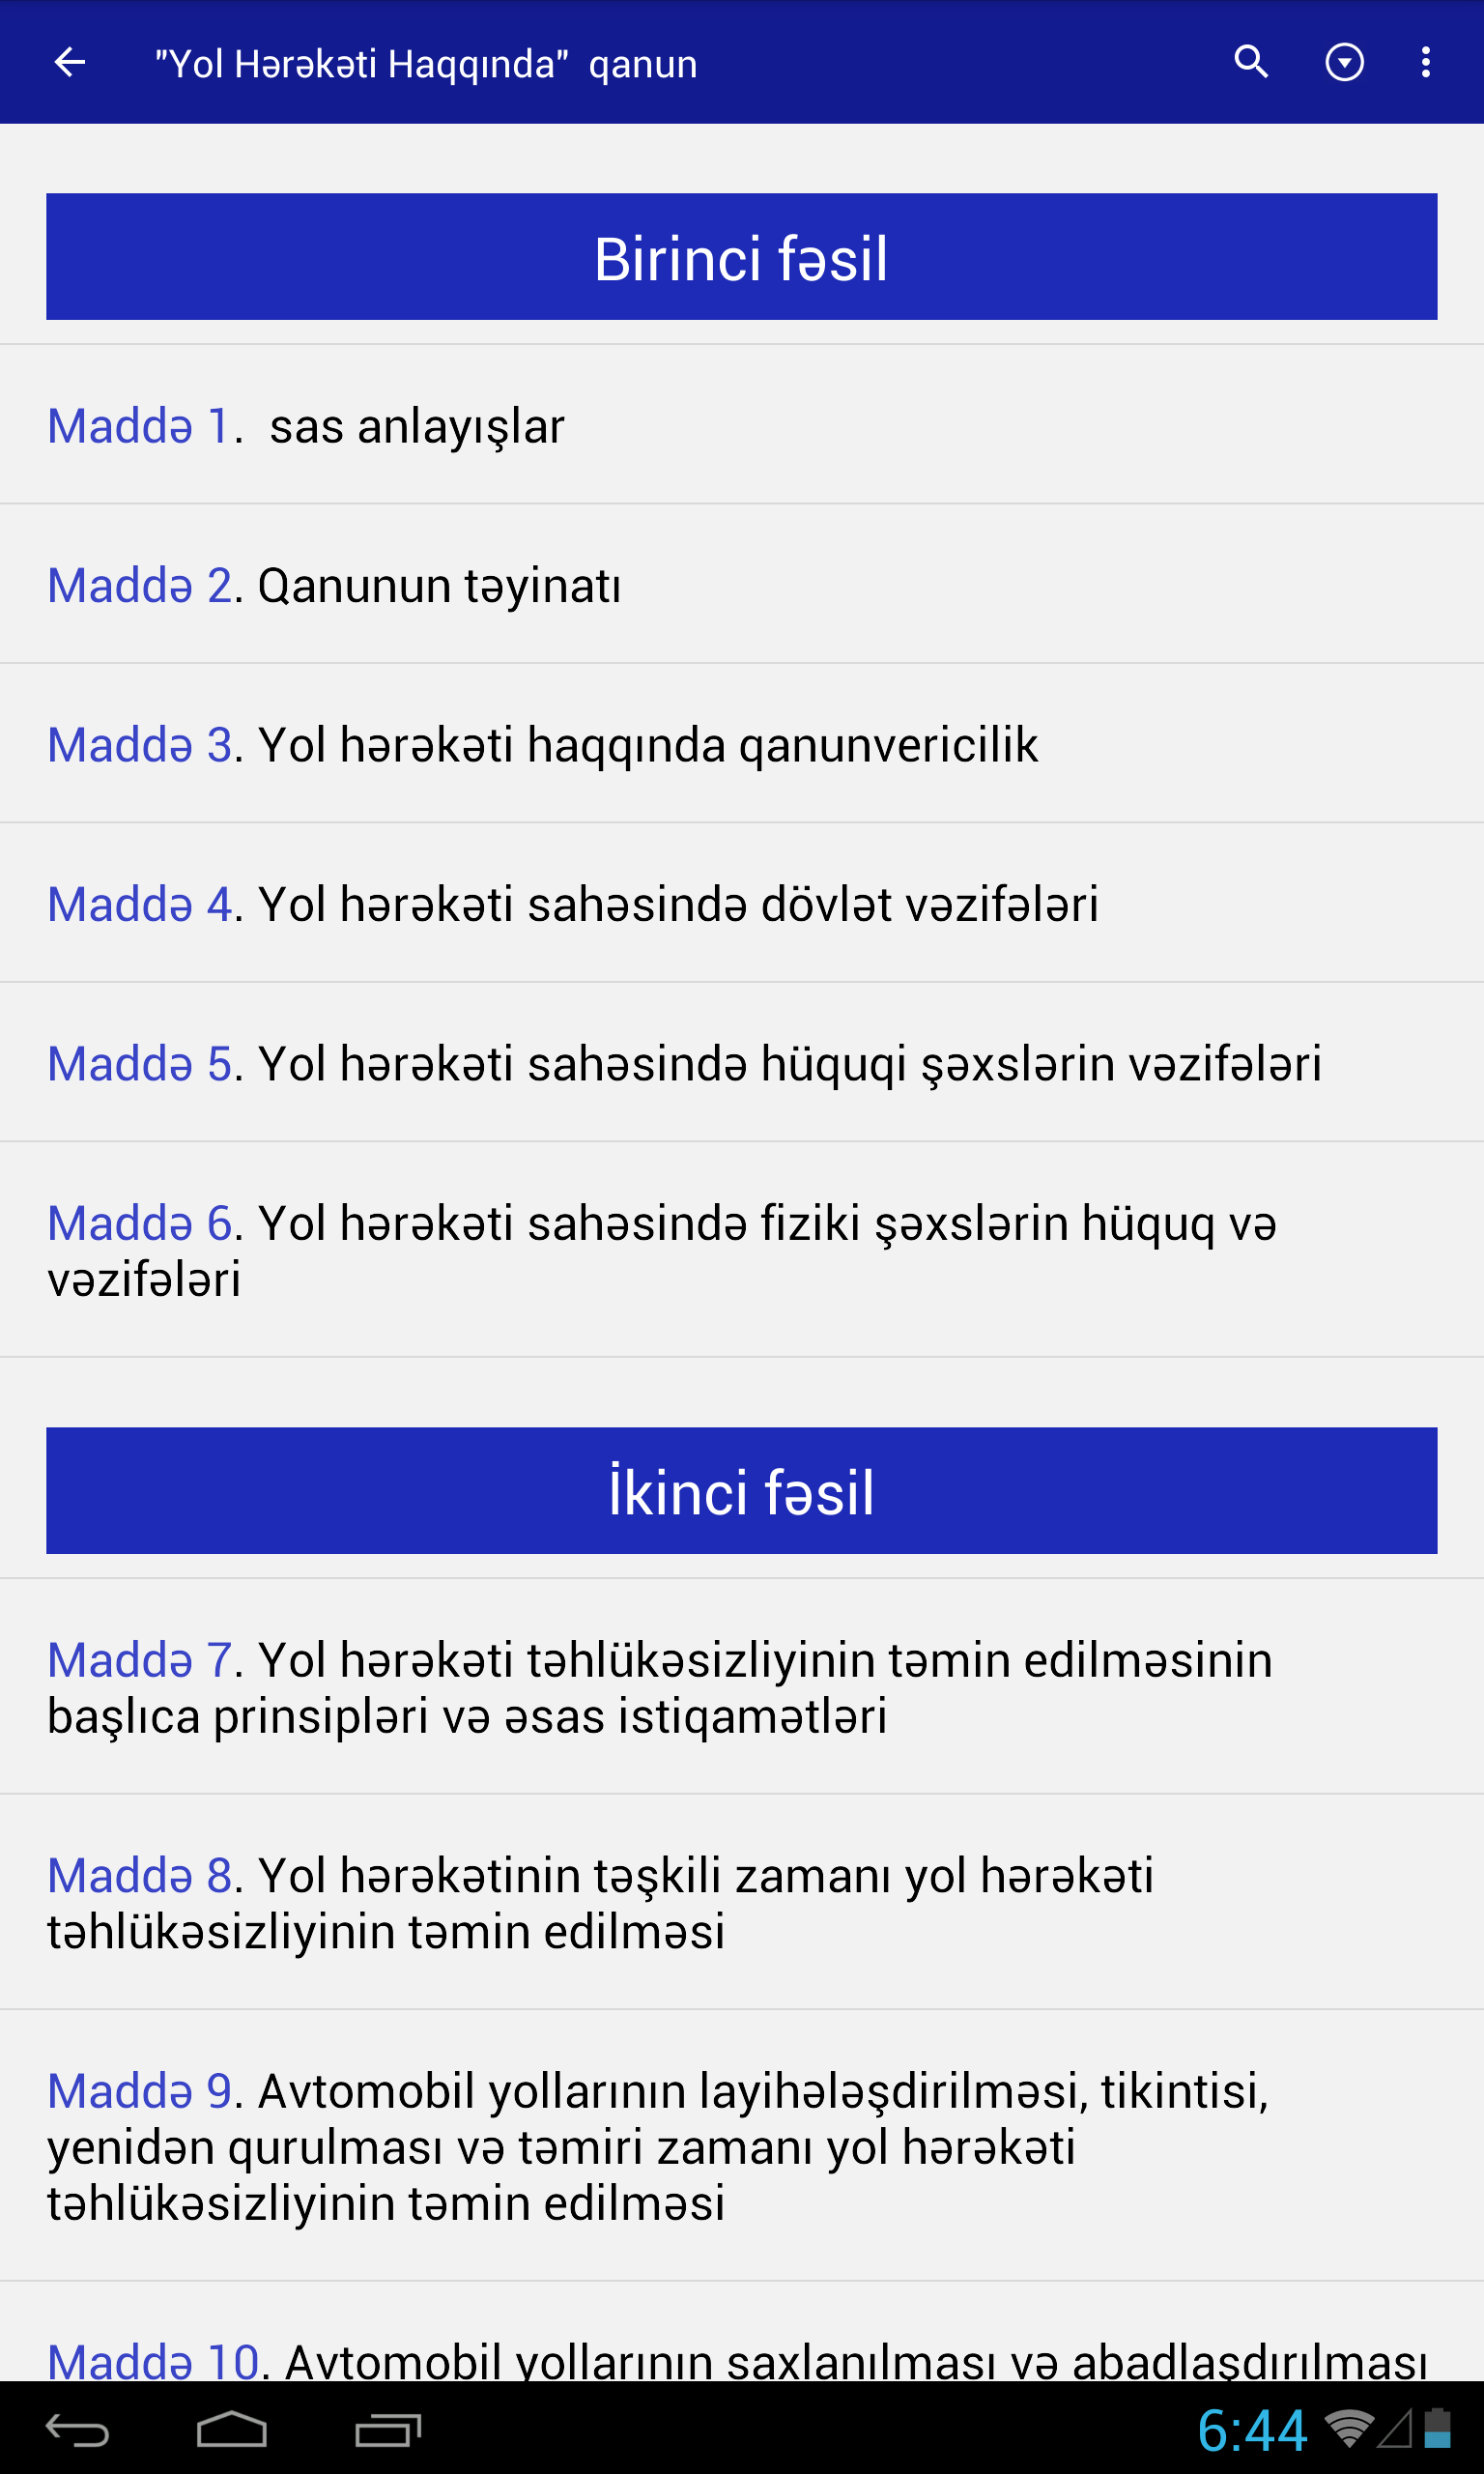 "Yol Hərəkəti Haqqında" qanun
Birinci fəsil
Maddə 1.  sas anlayışlar
Maddə 2. Qanunun təyinatı
Maddə 3. Yol hərəkəti haqqında qanunvericilik
Maddə 4. Yol hərəkəti sahəsində dövlət vəzifələri
Maddə 5. Yol hərəkəti sahəsində hüquqi şəxslərin vəzifələri
Maddə 6. Yol hərəkəti sahəsində fiziki şəxslərin hüquq və
vəzifələri
İkinci fəsil
Maddə 7. Yol hərəkəti təhlükəsizliyinin təmin edilməsinin
başlıca prinsipləri və əsas istiqamətləri
Maddə 8. Yol hərəkətinin təşkili zamanı yol hərəkəti
təhlükəsizliyinin təmin edilməsi
Maddə 9. Avtomobil yollarının layihələşdirilməsi, tikintisi,
yenidən qurulması və təmiri zamanı yol hərəkəti
təhlükəsizliyinin təmin edilməsi
Maddə 10. Avtomobil yollarının saxlanılması və abadlaşdırılması
6:44